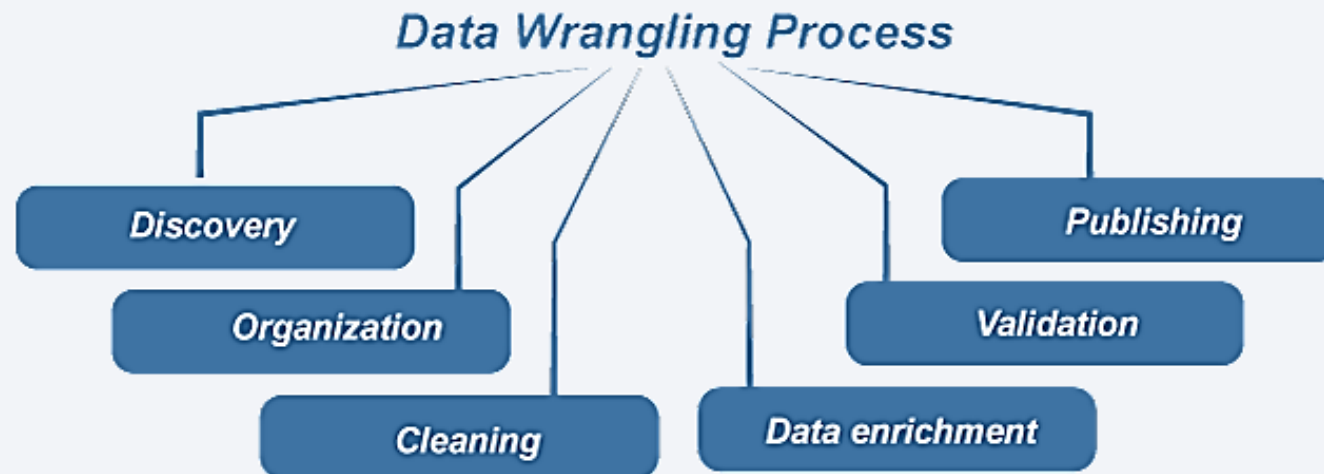 Data Wrangling Process
Discovery
Organization
Cleaning
Data enrichment
Validation
Publishing